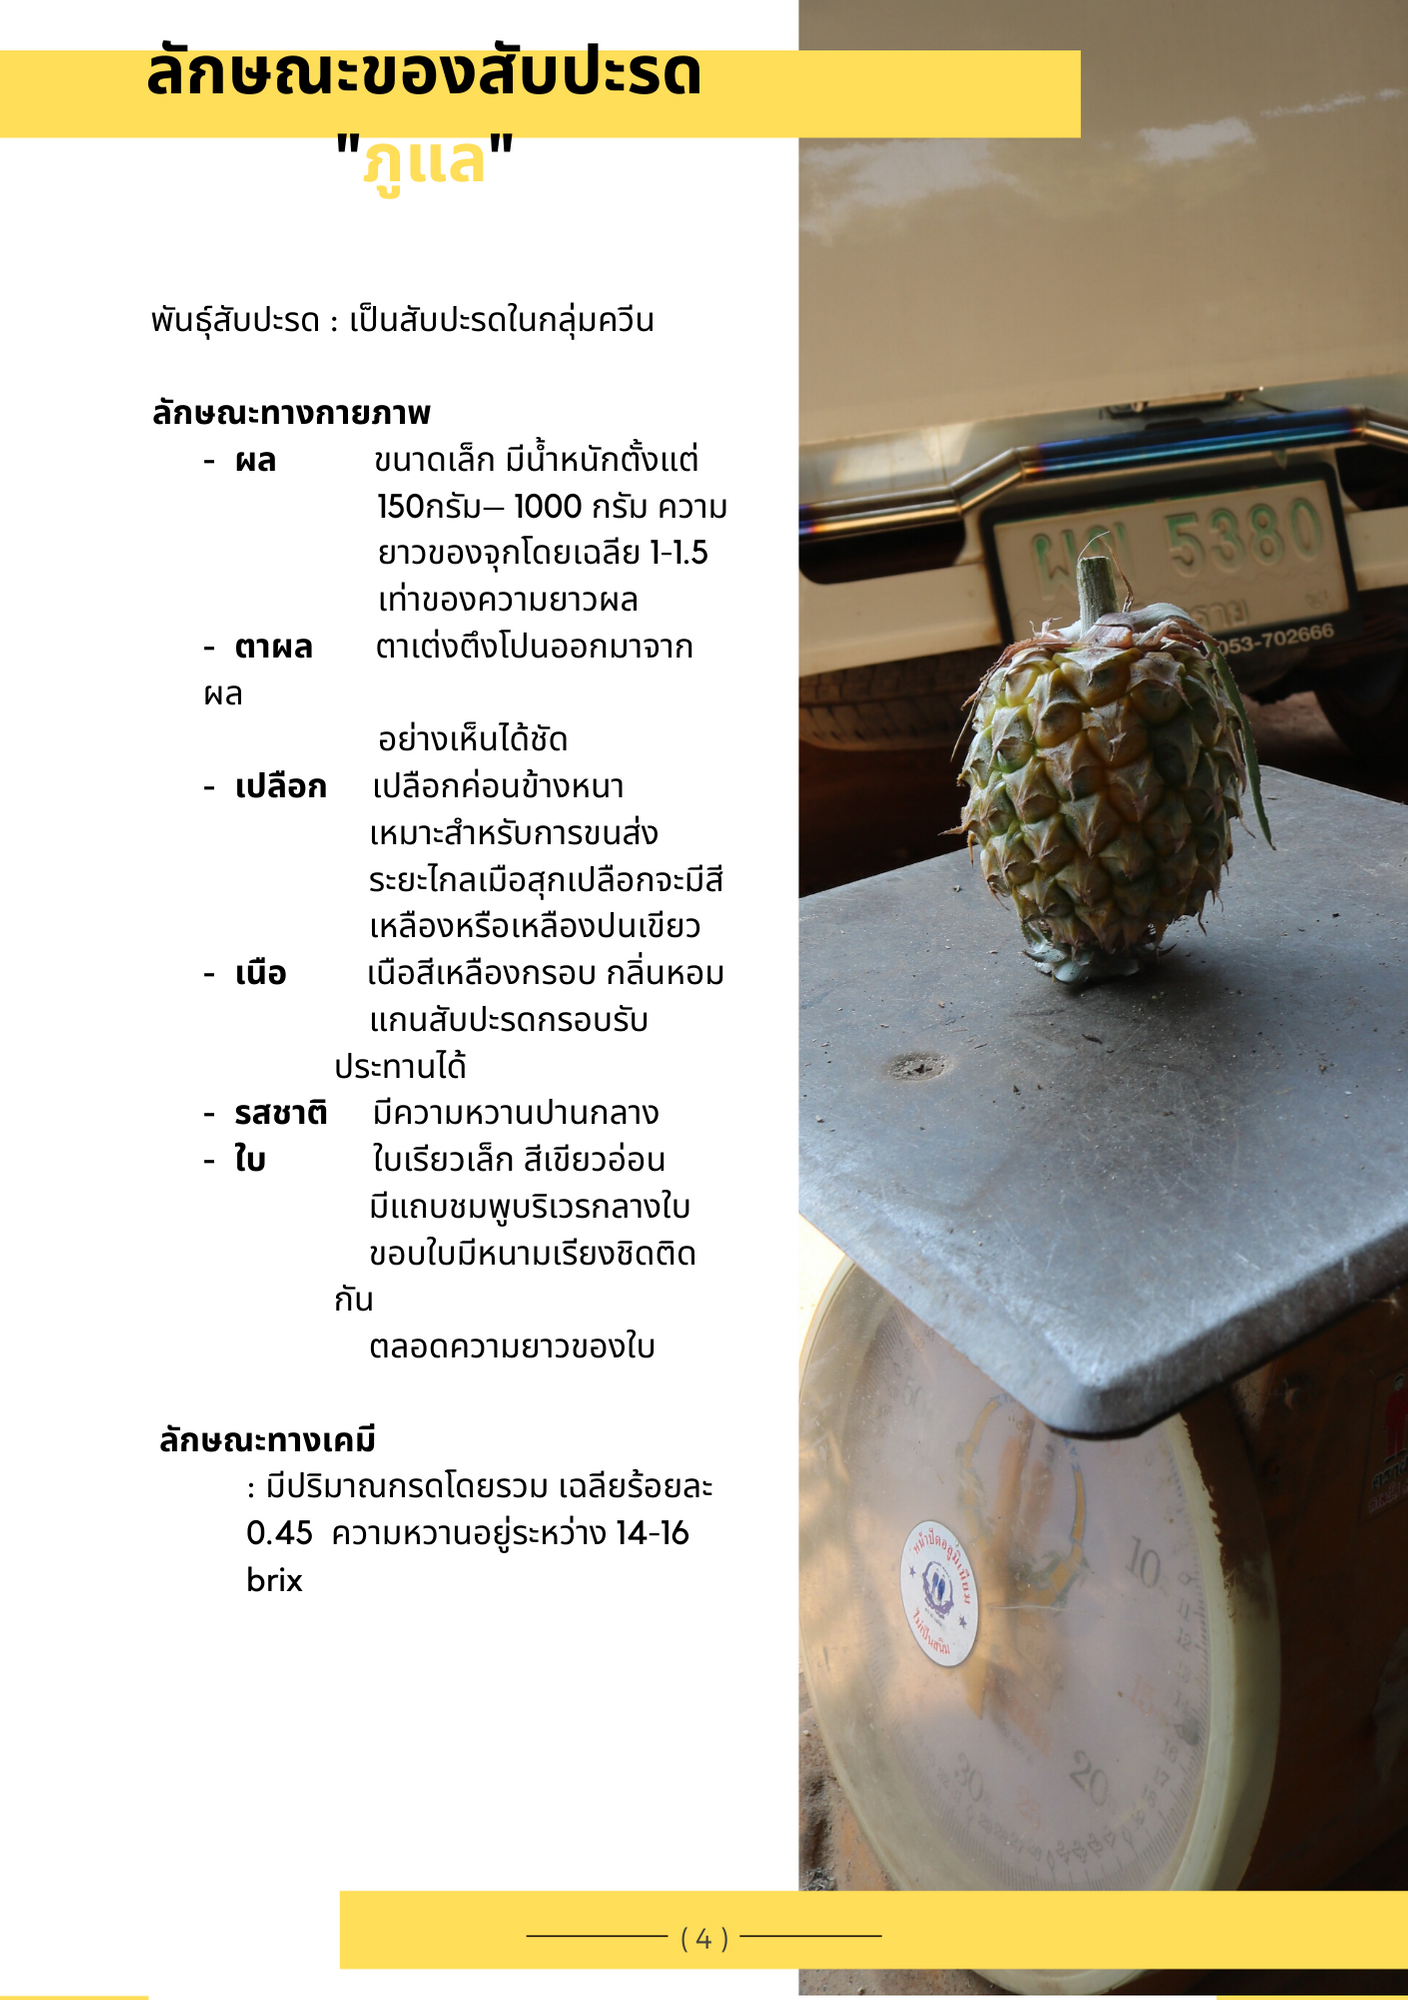 ลักษณะของสับปะรด
"ภูแล"
พันธุ์สับปะรด : เป็นสับปะรดในกลุ่มควีน
ลักษณะทางกายภาพ
- ผล ขนาดเล็ก มีน้ำหนักตั้งแต่
150กรัม– 1000 กรัม ความ
ยาวของจุกโดยเฉลีย 1-1.5
เท่าของความยาวผล
- ตาผล ตาเต่งตึงโปนออกมาจาก
ผล
อย่างเห็นได้ชัด
- เปลือก เปลือกค่อนข้างหนา
เหมาะสำหรับการขนส่ง
ระยะไกลเมือสุกเปลือกจะมีสี
เหลืองหรือเหลืองปนเขียว
- เนือ เนือสีเหลืองกรอบ กลิ่นหอม
แกนสับปะรดกรอบรับ
ประทานได้
- รสชาติ มีความหวานปานกลาง
- ใบ ใบเรียวเล็ก สีเขียวอ่อน
มีแถบชมพูบริเวรกลางใบ
ขอบใบมีหนามเรียงชิดติด
กัน
ตลอดความยาวของใบ
ลักษณะทางเคมี
: มีปริมาณกรดโดยรวม เฉลียร้อยละ
0.45 ความหวานอยู่ระหว่าง 14-16
brix
5380
053-702666
หน้าปัดอลูมิเนียม
ไม่เป็นสนิม
10
20
30
( 4 )